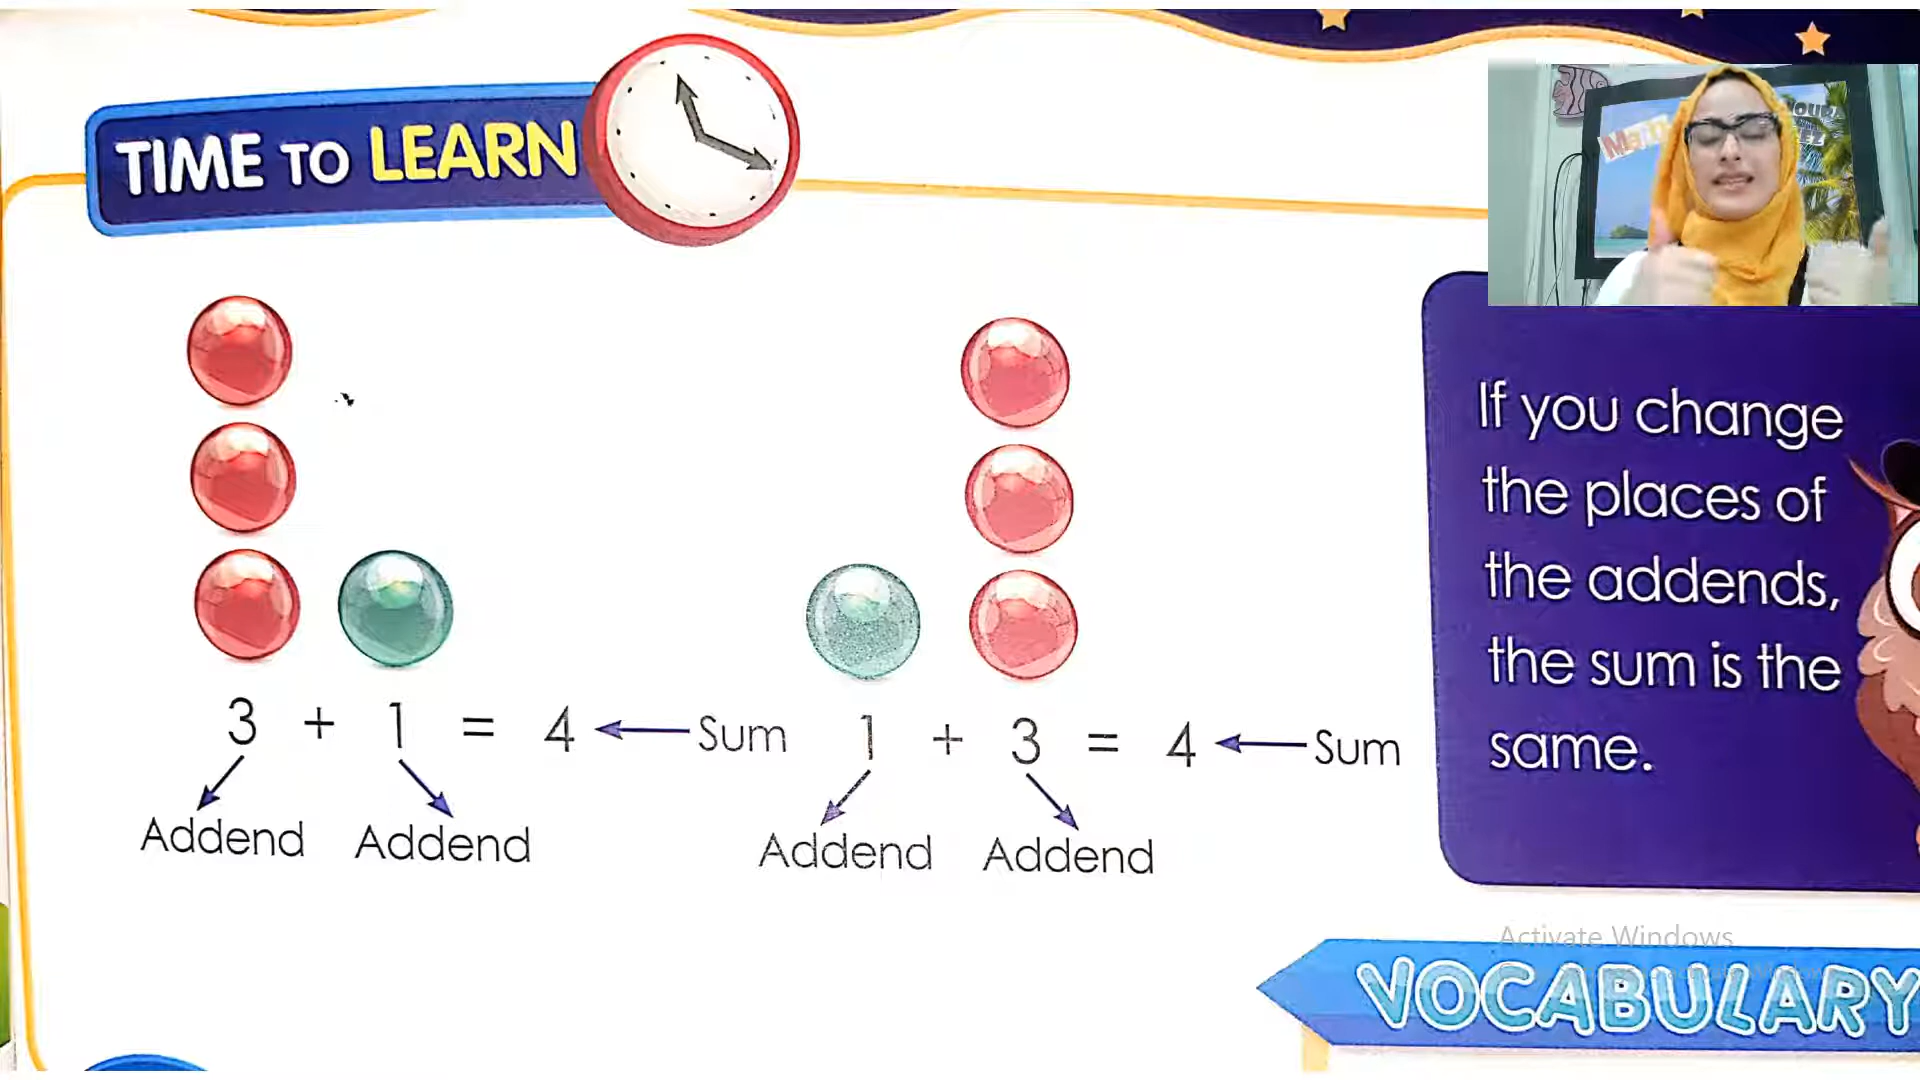 TIME TO LEARN
Math
3 + 1 = 4 Sum
Addend Addend
1 + 3 = 4 Sum
Addend Addend
If you change
the places of
the addends,
the sum is the
same.
Activate Windows
VOCABULARY